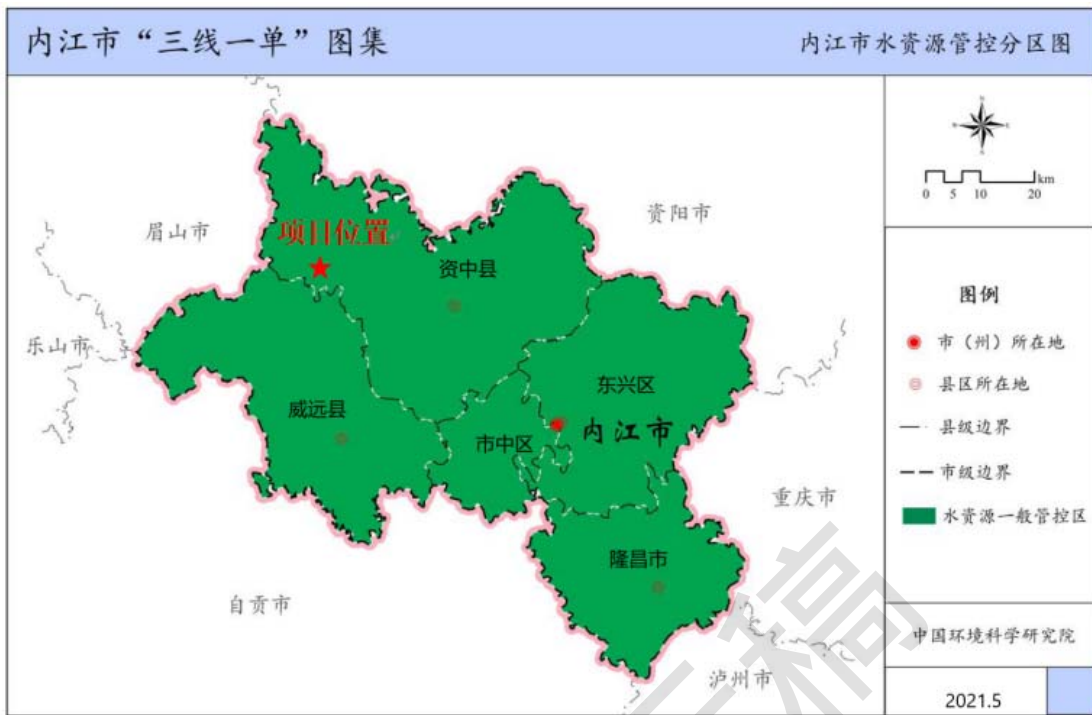 内江市“三线一单”图集
内江市水资源管控分区图
N
W
E
S
km
0 5 10 20
资阳市
眉山市
项目位置
资中县
乐山市
东兴区
威远县
内江市
市中区
重庆市
隆昌市
自贡市
泸州市
图例
市（州）所在地
县区所在地
县级边界
市级边界
水资源一般管控区
中国环境科学研究院
2021.5
稿